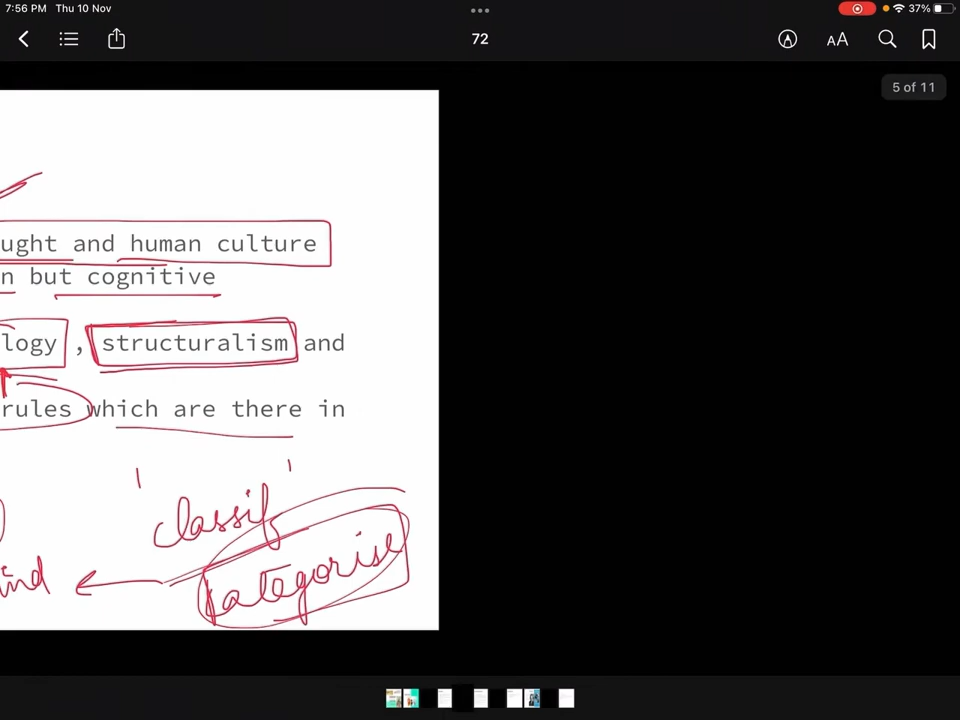 7:56 PM Thu 10 Nov
37%
72
AA
5 of 11
ught and human culture
n but cognitive
logy , structuralism and
rules which are there in
'classif'
ind
categorise